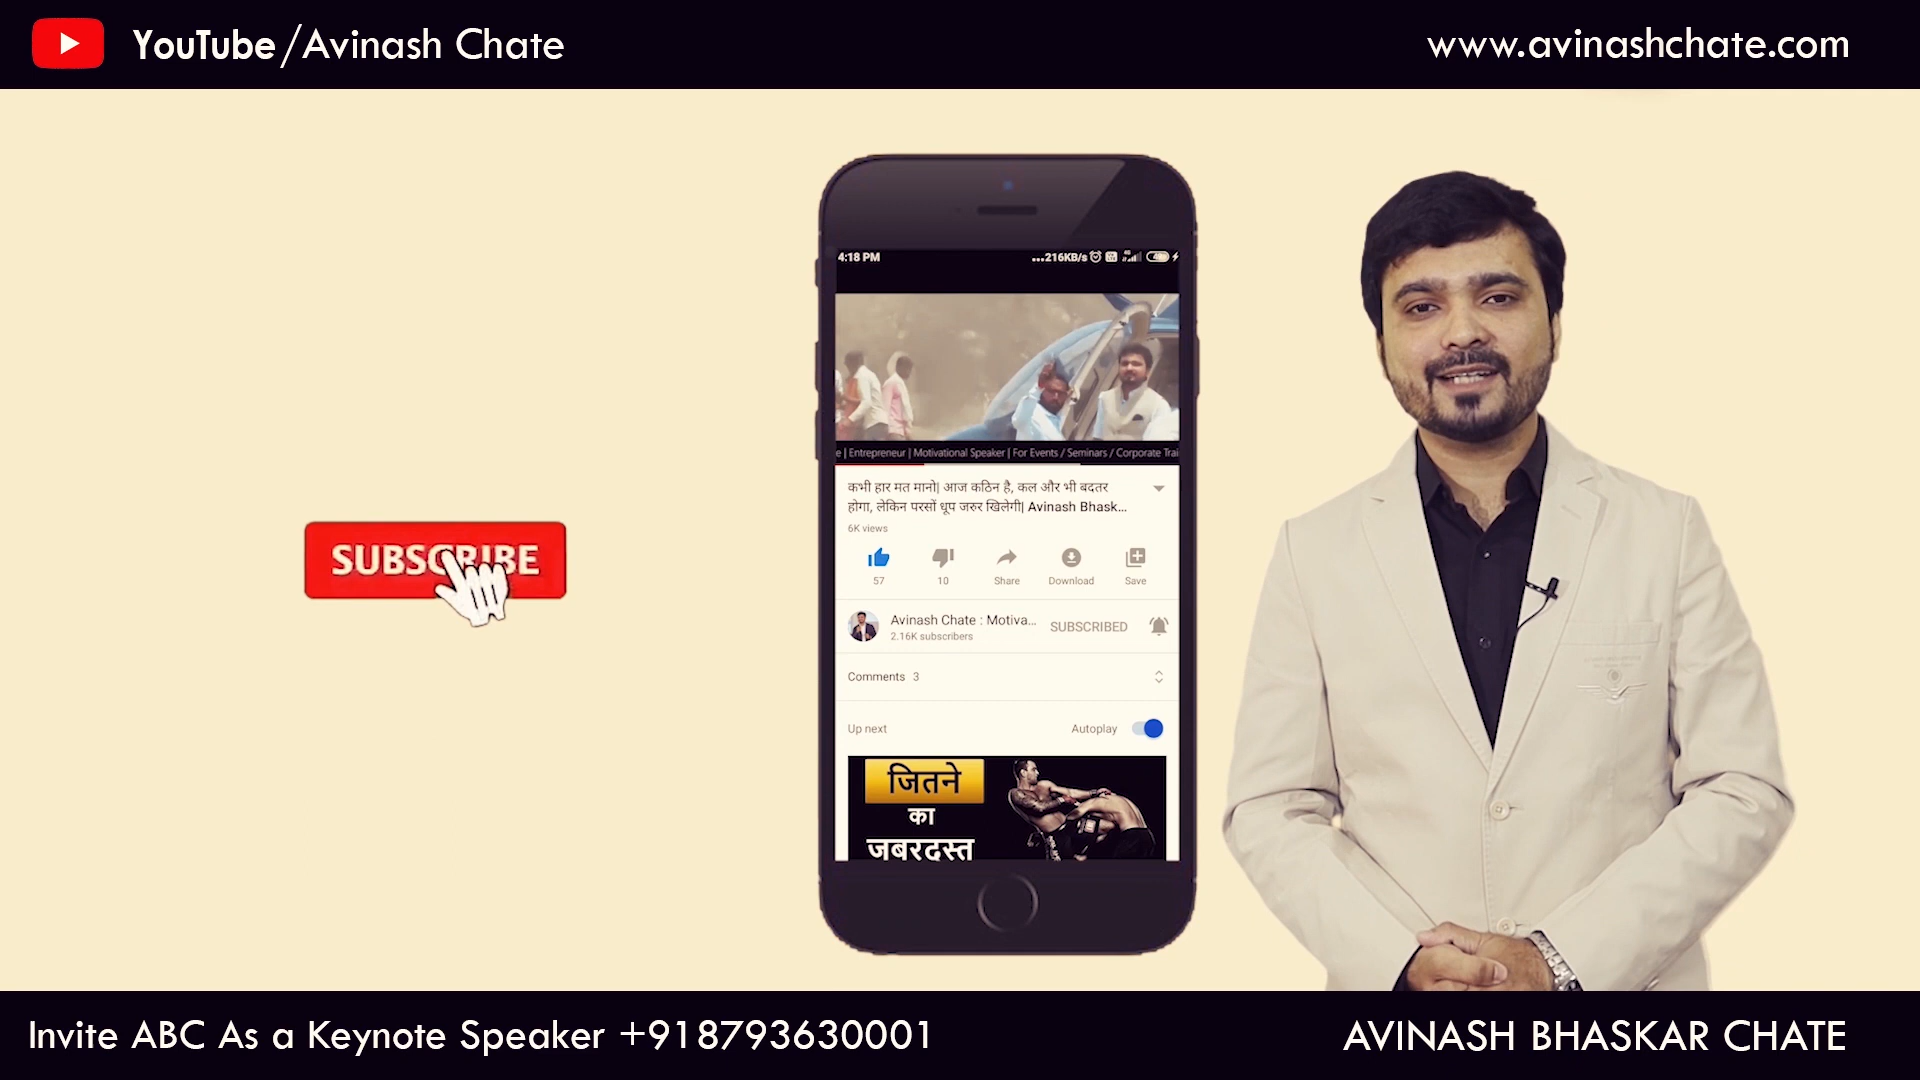 YouTube/Avinash Chate
www.avinashchate.com
SUBSCRIBE
4:18 PM
...216KB/s
e | Entrepreneur | Motivational Speaker | For Events / Seminars / Corporate Trai
कभी हार मत मानो| आज कठिन है, कल और भी बदतर
होगा, लेकिन परसों धूप जरुर खिलेगी| Avinash Bhask...
6K views
57
10
Share
Download
Save
Avinash Chate : Motiva...
SUBSCRIBED
2.16K subscribers
Comments 3
Up next
Autoplay
जितने
का
जबरदस्त
Invite ABC As a Keynote Speaker +918793630001
AVINASH BHASKAR CHATE